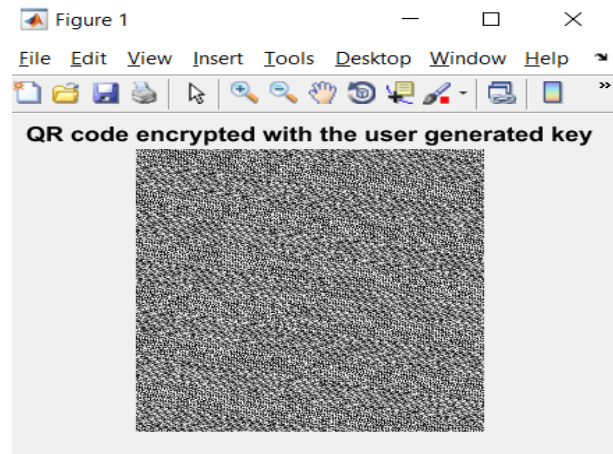 Figure 1
File Edit View Insert Tools Desktop Window Help
QR code encrypted with the user generated key